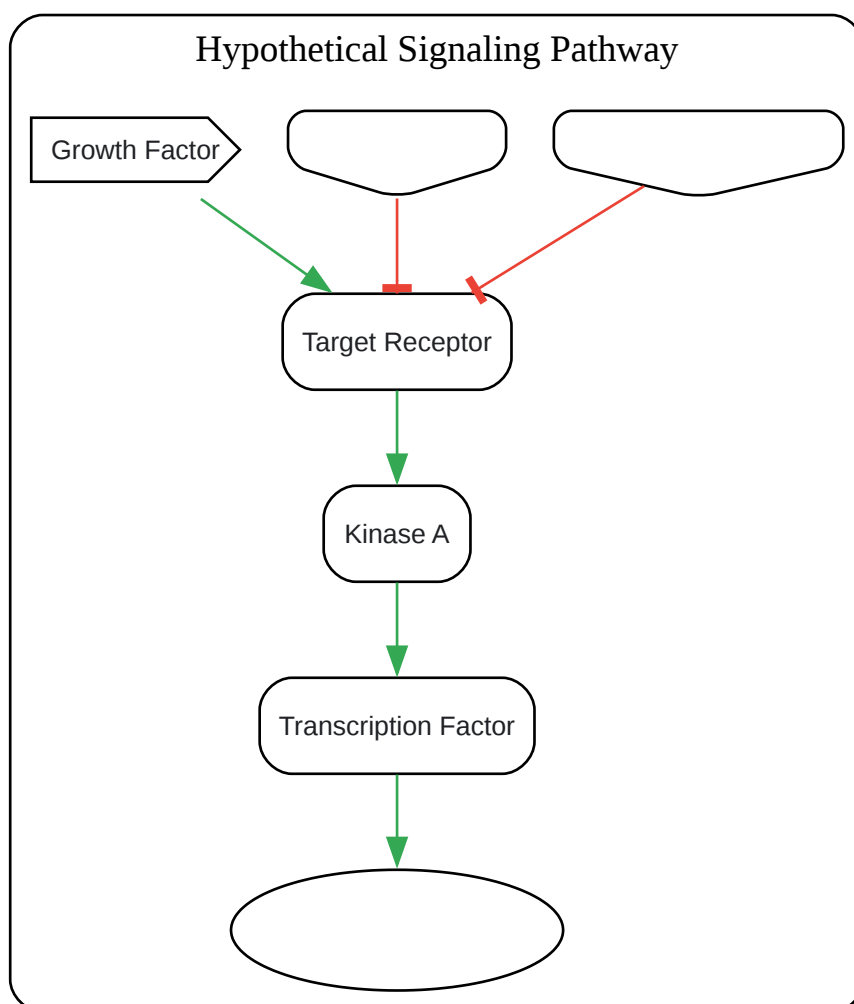 Hypothetical Signaling Pathway
Growth Factor
Target Receptor
Kinase A
Transcription Factor